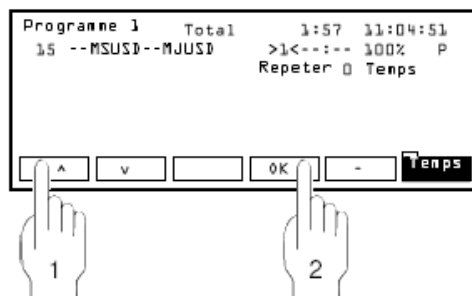 Programme 1 Total 1:57 11:04:51
15 --MSUSD--MJUSD >1<--:-- 100% P
Repeter 0 Temps
^ v OK - Temps
1 2